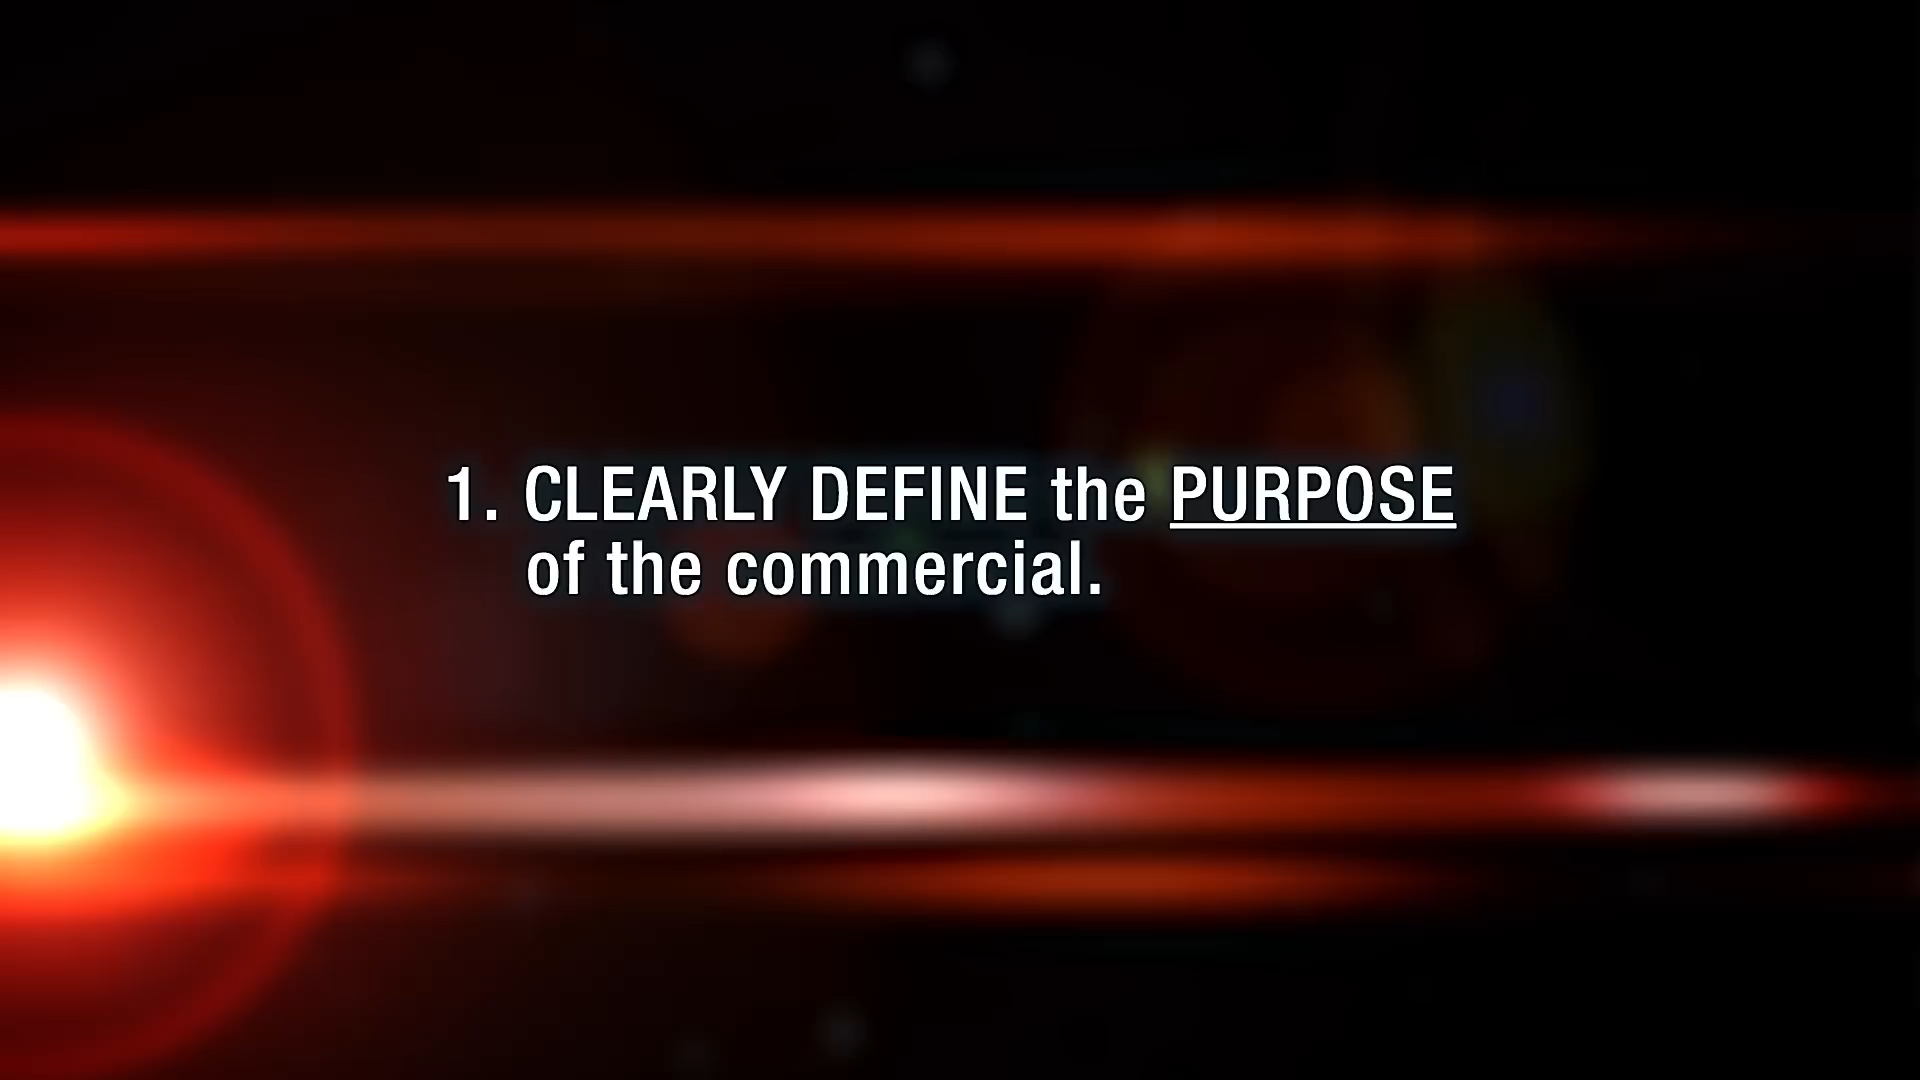 1. CLEARLY DEFINE the PURPOSE
of the commercial.